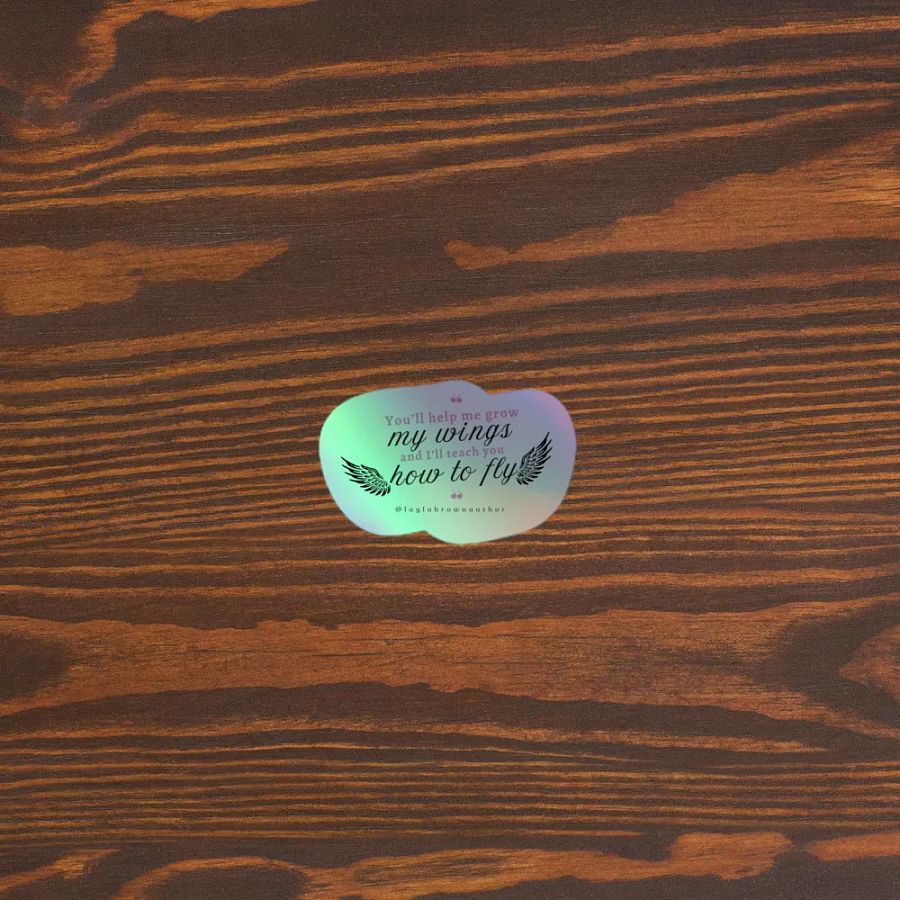 ❝
You'll help me grow
my wings
and I'll teach you
how to fly
❞
@laylabrownauthor